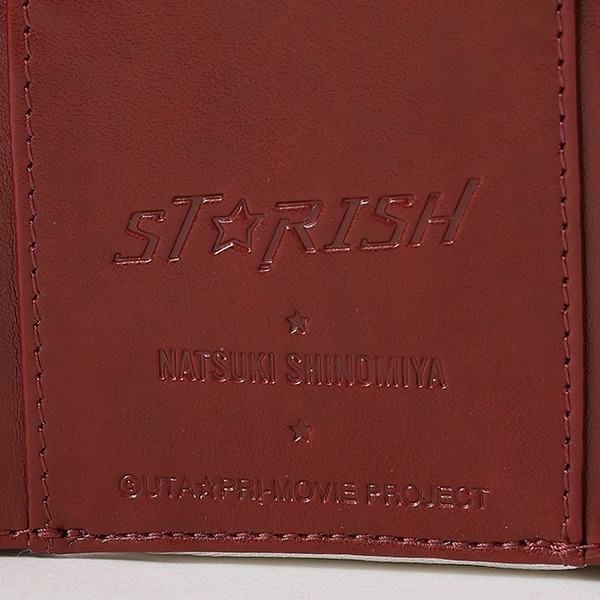 ST☆RISH
★
NATSUKI SHINOMIYA
★
©UTA☆PRI-MOVIE PROJECT